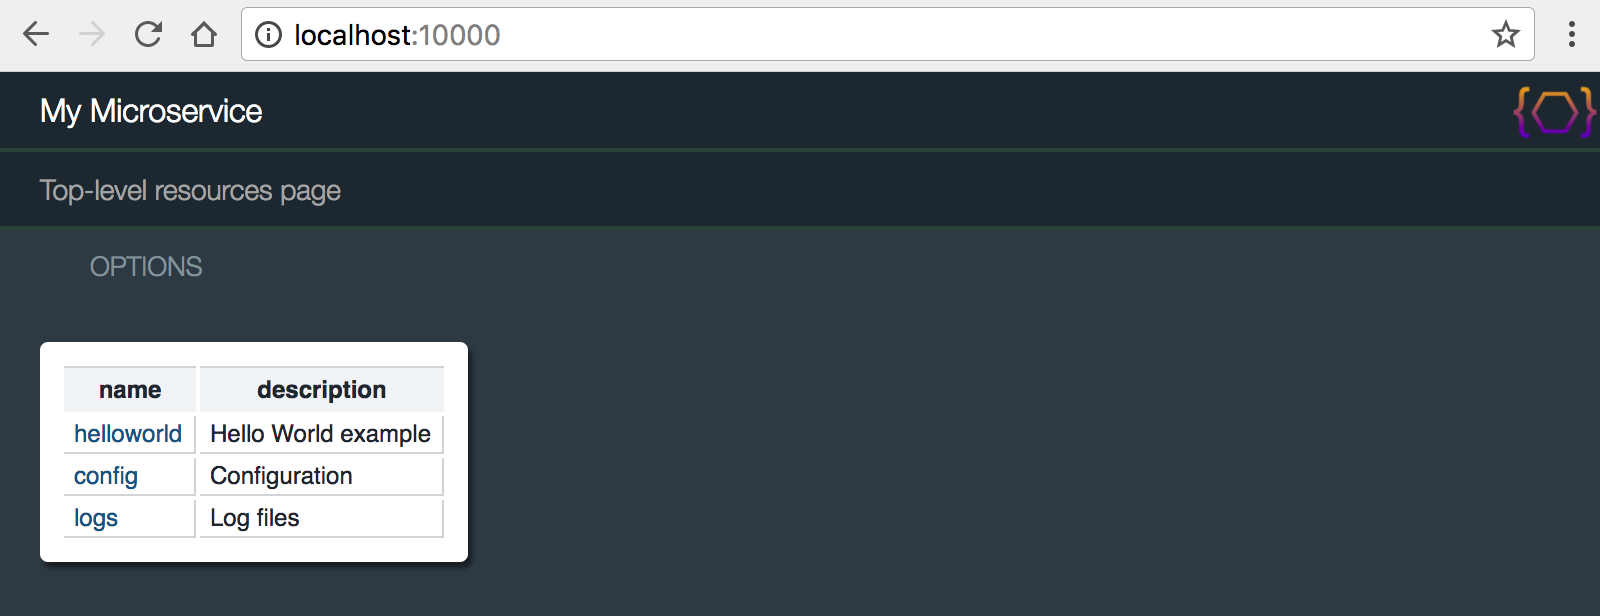 localhost:10000
My Microservice
Top-level resources page
OPTIONS
name description
helloworld Hello World example
config Configuration
logs Log files